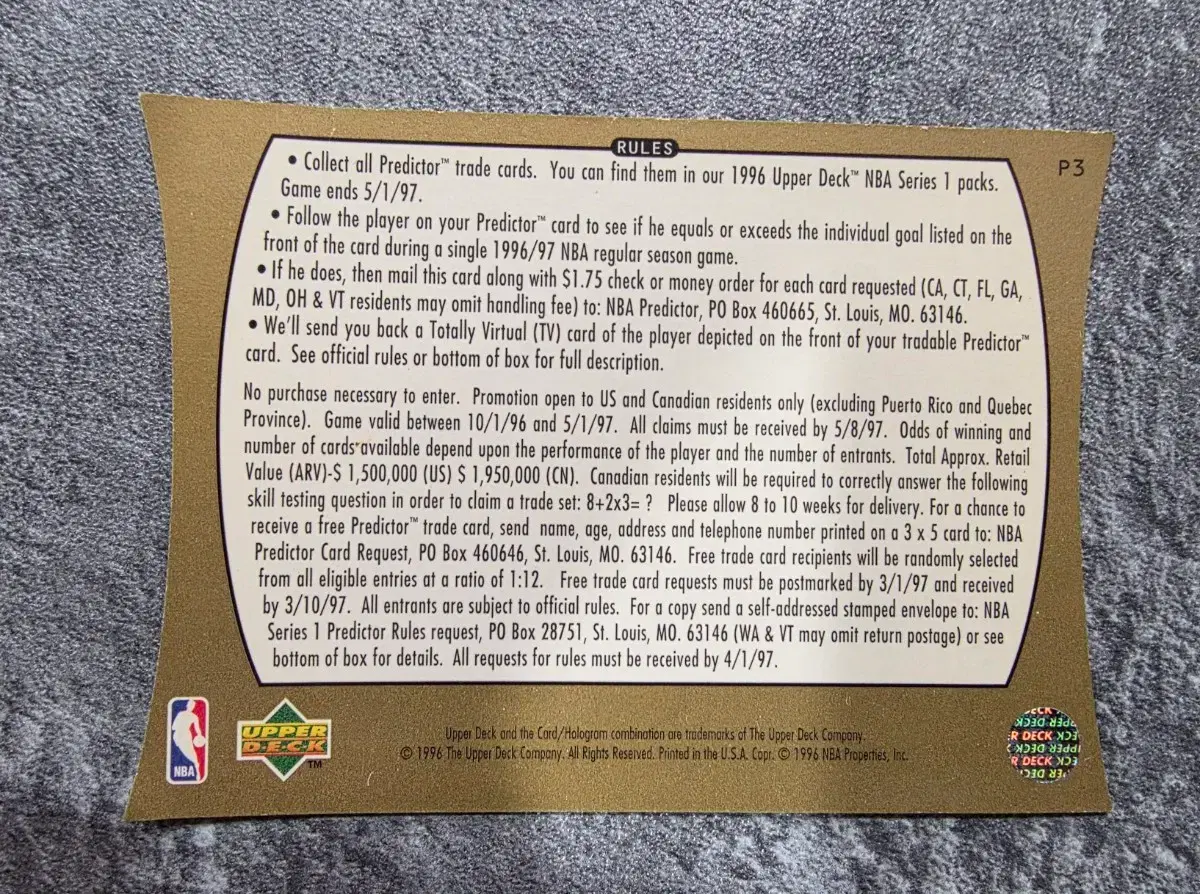 RULES
P3
• Collect all Predictor™ trade cards. You can find them in our 1996 Upper Deck™ NBA Series 1 packs.
Game ends 5/1/97.
• Follow the player on your Predictor™ card to see if he equals or exceeds the individual goal listed on the
front of the card during a single 1996/97 NBA regular season game.
• If he does, then mail this card along with $1.75 check or money order for each card requested (CA, CT, FL, GA,
MD, OH & VT residents may omit handling fee) to: NBA Predictor, PO Box 460665, St. Louis, MO. 63146.
• We'll send you back a Totally Virtual (TV) card of the player depicted on the front of your tradable Predictor™
card. See official rules or bottom of box for full description.
No purchase necessary to enter. Promotion open to US and Canadian residents only (excluding Puerto Rico and Quebec
Province). Game valid between 10/1/96 and 5/1/97. All claims must be received by 5/8/97. Odds of winning and
number of cards available depend upon the performance of the player and the number of entrants. Total Approx. Retail
Value (ARV)-$ 1,500,000 (US) $ 1,950,000 (CN). Canadian residents will be required to correctly answer the following
skill testing question in order to claim a trade set: 8+2x3= ? Please allow 8 to 10 weeks for delivery. For a chance to
receive a free Predictor™ trade card, send name, age, address and telephone number printed on a 3 x 5 card to: NBA
Predictor Card Request, PO Box 460646, St. Louis, MO. 63146. Free trade card recipients will be randomly selected
from all eligible entries at a ratio of 1:12. Free trade card requests must be postmarked by 3/1/97 and received
by 3/10/97. All entrants are subject to official rules. For a copy send a self-addressed stamped envelope to: NBA
Series 1 Predictor Rules request, PO Box 28751, St. Louis, MO. 63146 (WA & VT may omit return postage) or see
bottom of box for details. All requests for rules must be received by 4/1/97.
NBA
UPPER
DECK
™
Upper Deck and the Card/Hologram combination are trademarks of The Upper Deck Company.
© 1996 The Upper Deck Company. All Rights Reserved. Printed in the U.S.A. Copr. © 1996 NBA Properties, Inc.
R DECK
R DECK